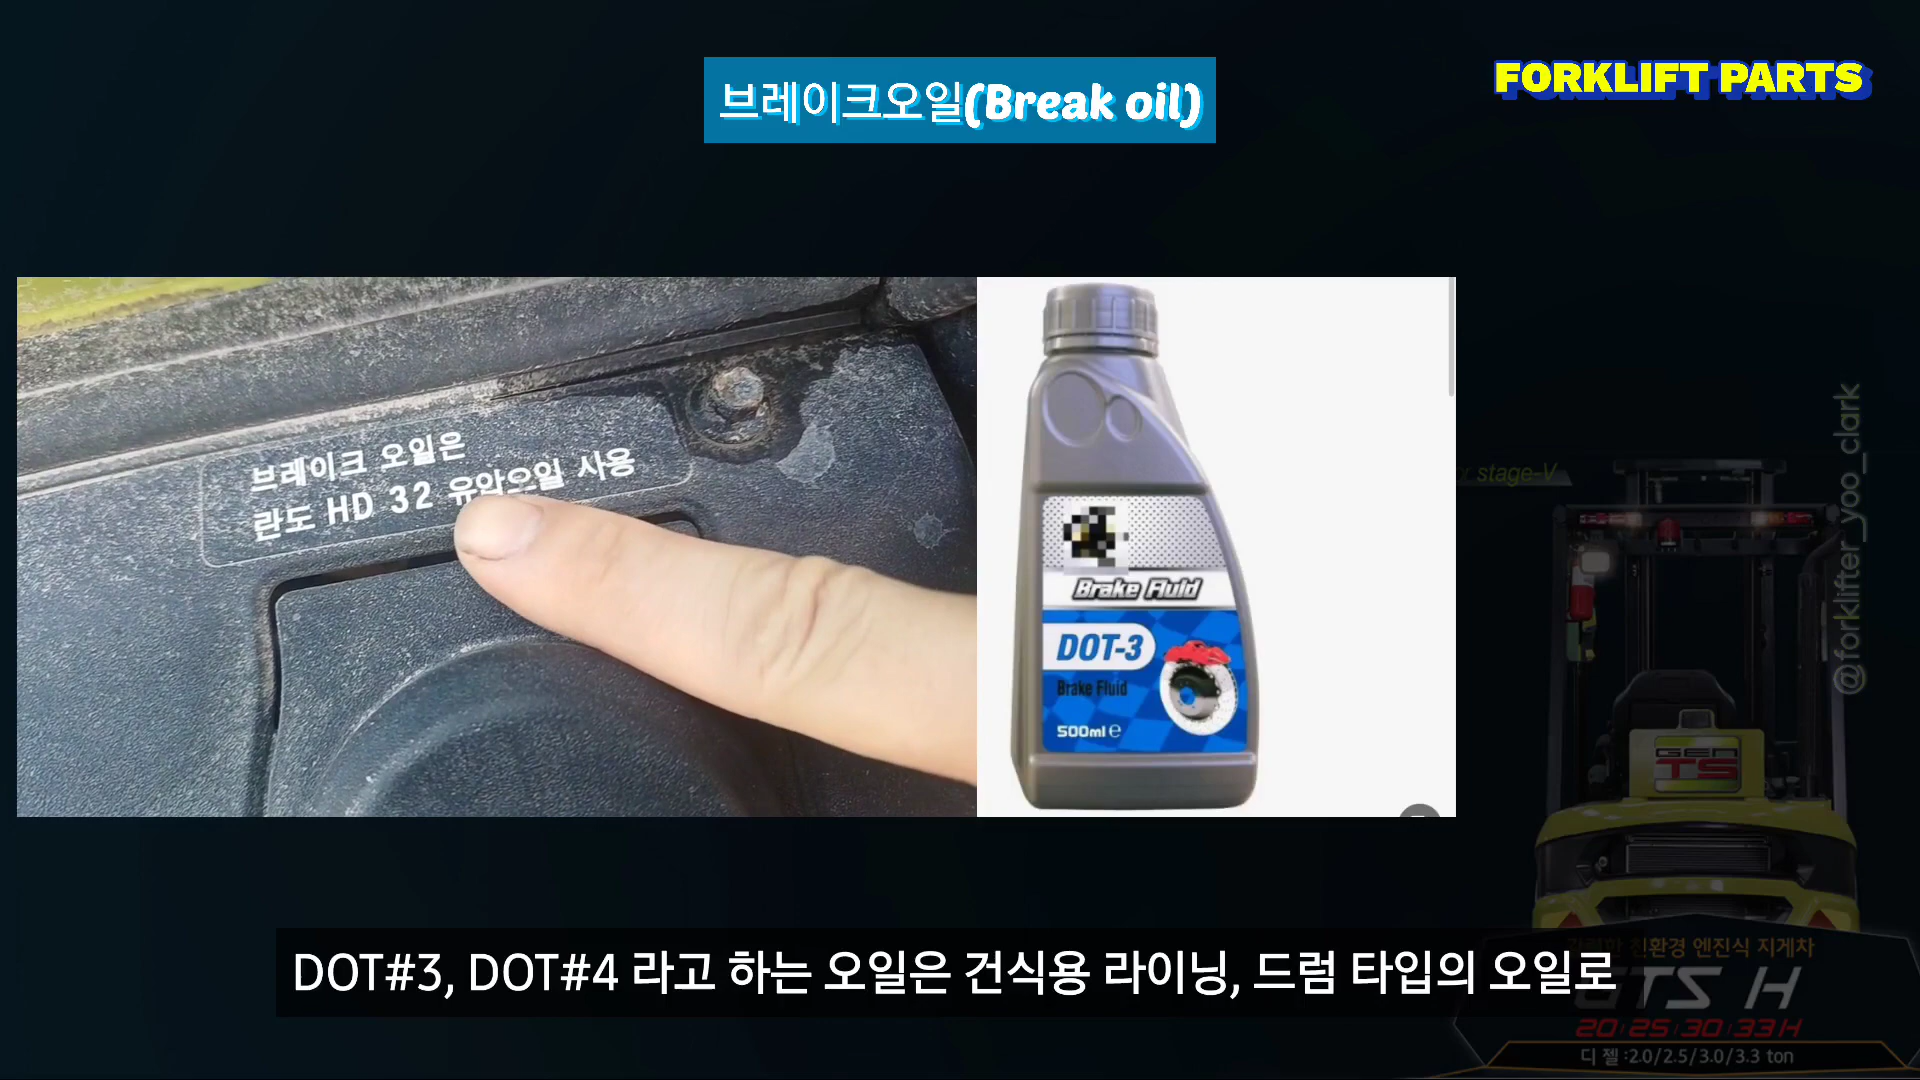 브레이크오일(Break oil)
FORKLIFT PARTS
브레이크 오일은
란도 HD 32 유압오일 사용
Brake Fluid
DOT-3
Brake Fluid
500ml e
stage-V
@forklifter_yoo_clark
GEN
TS
DOT#3, DOT#4 라고 하는 오일은 건식용 라이닝, 드럼 타입의 오일로
친환경 엔진식 지게차
GTS H
20/25/30/33H
디젤:2.0/2.5/3.0/3.3 ton